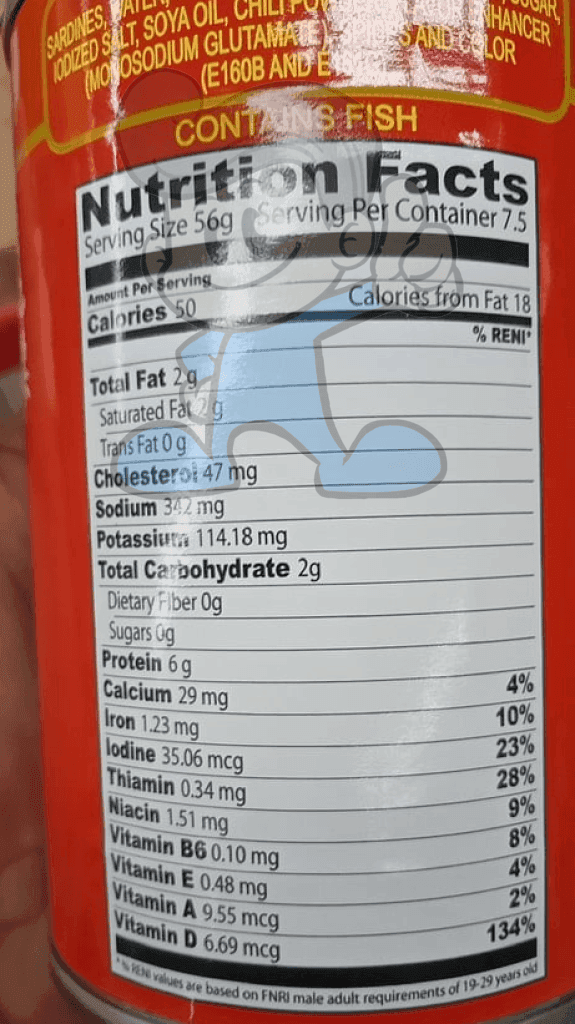 SARDINES,
IODIZED SALT, SOYA OIL, CHILI SUGAR,
(MONOSODIUM GLUTAMATE) AND COLOR ENHANCER
(E160B AND
CONTAINS FISH
Nutrition Facts
Serving Size 56g Serving Per Container 7.5
Amount Per Serving
Calories 50 Calories from Fat 18
% RENI*
Total Fat 2g
Saturated Fat 2g
Trans Fat 0 g
Cholesterol 47 mg
Sodium 342 mg
Potassium 114.18 mg
Total Carbohydrate 2g
Dietary Fiber 0g
Sugars 0g
Protein 6 g
Calcium 29 mg 4%
Iron 1.23 mg 10%
Iodine 35.06 mcg 23%
Thiamin 0.34 mg 28%
Niacin 1.51 mg 9%
Vitamin B6 0.10 mg 8%
Vitamin E 0.48 mg 4%
Vitamin A 9.55 mcg 2%
Vitamin D 6.69 mcg 134%
*% RENI values are based on FNRI male adult requirements of 19-29 years old